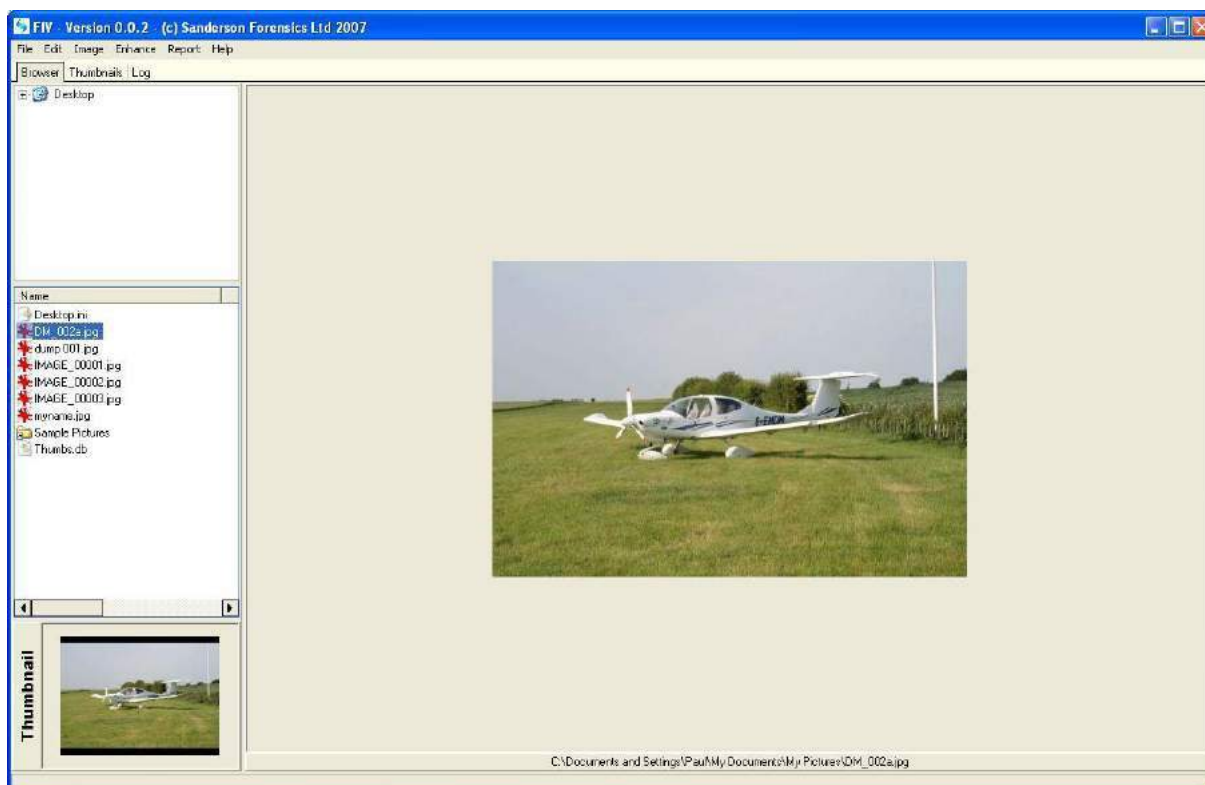 FIV - Version 0.0.2 - (c) Sanderson Forensics Ltd 2007
File Edit Image Enhance Report Help
Browser Thumbnails Log
Desktop
Name
Desktop.ini
DM_002a.jpg
dump 001.jpg
IMAGE_00001.jpg
IMAGE_00002.jpg
IMAGE_00003.jpg
myname.jpg
Sample Pictures
Thumbs.db
Thumbnail
C:\Documents and Settings\Paul\My Documents\My Pictures\DM_002a.jpg